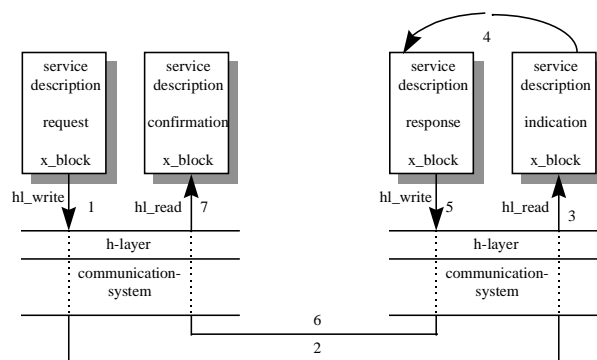 4
service
description
request
x_block
service
description
confirmation
x_block
service
description
response
x_block
service
description
indication
x_block
hl_write
1
hl_read
7
hl_write
5
hl_read
3
h-layer
communication-
system
h-layer
communication-
system
6
2